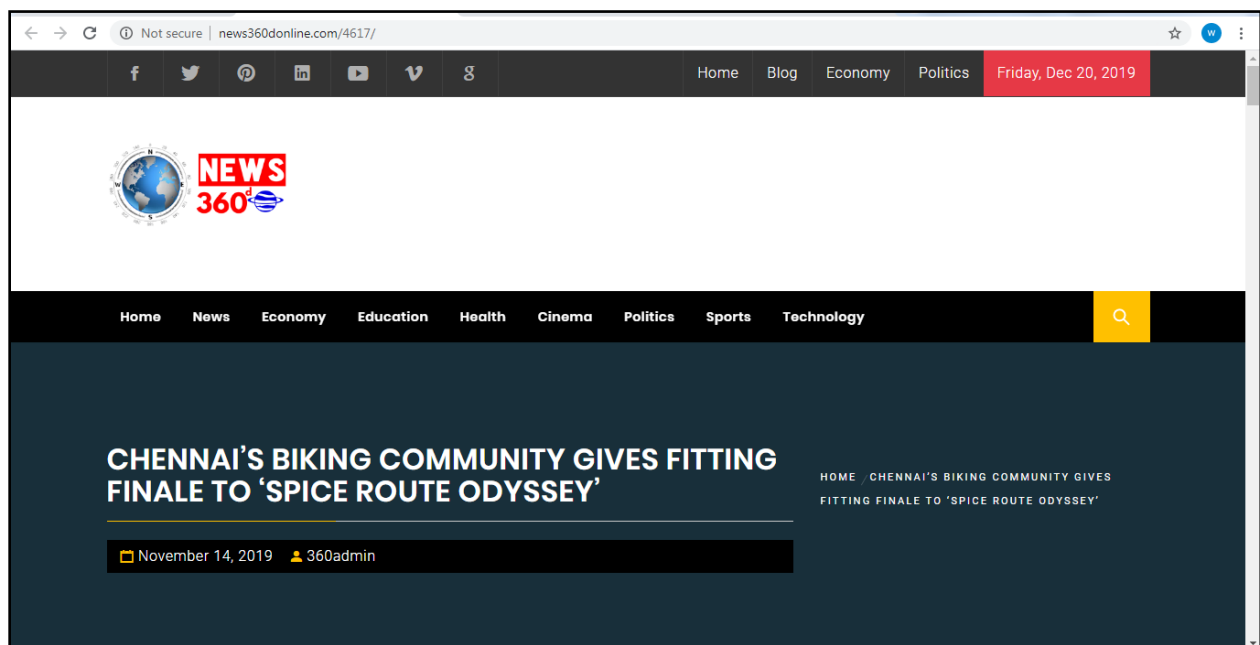 Not secure | news360donline.com/4617/
W
Home Blog Economy Politics Friday, Dec 20, 2019
N
W E
S
NEWS
360d
Home News Economy Education Health Cinema Politics Sports Technology
CHENNAI’S BIKING COMMUNITY GIVES FITTING
FINALE TO ‘SPICE ROUTE ODYSSEY’
HOME / CHENNAI’S BIKING COMMUNITY GIVES
FITTING FINALE TO ‘SPICE ROUTE ODYSSEY’
November 14, 2019 360admin